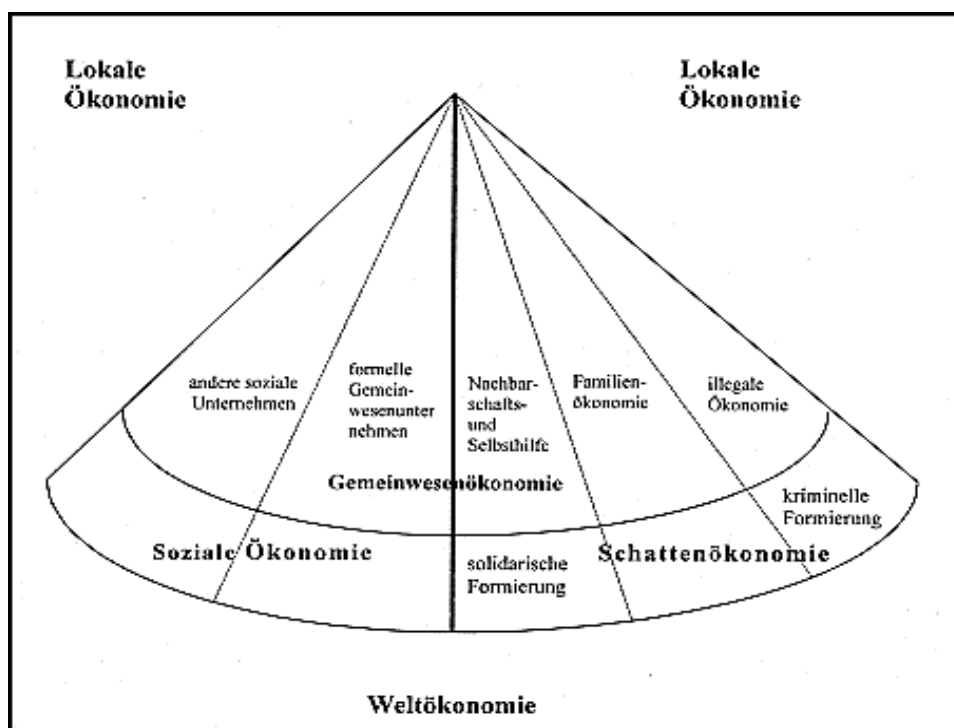 Lokale
Ökonomie
Lokale
Ökonomie
andere soziale
Unternehmen
formelle
Gemein-
wesenunter
nehmen
Nachbar-
schafts-
und
Selbsthilfe
Familien-
ökonomie
illegale
Ökonomie
Gemeinwesenökonomie
kriminelle
Formierung
Soziale Ökonomie
solidarische
Formierung
Schattenökonomie
Weltökonomie